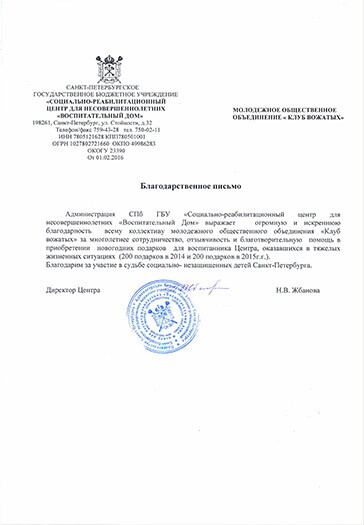 САНКТ-ПЕТЕРБУРГСКОЕ
ГОСУДАРСТВЕННОЕ БЮДЖЕТНОЕ УЧРЕЖДЕНИЕ
«СОЦИАЛЬНО-РЕАБИЛИТАЦИОННЫЙ
ЦЕНТР ДЛЯ НЕСОВЕРШЕННОЛЕТНИХ
«ВОСПИТАТЕЛЬНЫЙ ДОМ»
198261, Санкт-Петербург, ул. Стойкости, д.32
Телефон/факс 759-43-28 тел. 750-02-11
ИНН 7805121628 КПП780501001
ОГРН 1027802721660 ОКПО 49986283
ОКОГУ 23390
От 01.02.2016
МОЛОДЕЖНОЕ ОБЩЕСТВЕННОЕ
ОБЪЕДИНЕНИЕ « КЛУБ ВОЖАТЫХ»
Благодарственное письмо
Администрация СПб ГБУ «Социально-реабилитационный центр для
несовершеннолетних «Воспитательный Дом» выражает огромную и искреннюю
благодарность всему коллективу молодежного общественного объединения «Клуб
вожатых» за многолетнее сотрудничество, отзывчивость и благотворительную помощь в
приобретении новогодних подарков для воспитанника Центра, оказавшихся в тяжелых
жизненных ситуациях (200 подарков в 2014 и 200 подарков в 2015г.г.).
Благодарим за участие в судьбе социально- незащищенных детей Санкт-Петербурга.
Директор Центра Н.В. Жбанова